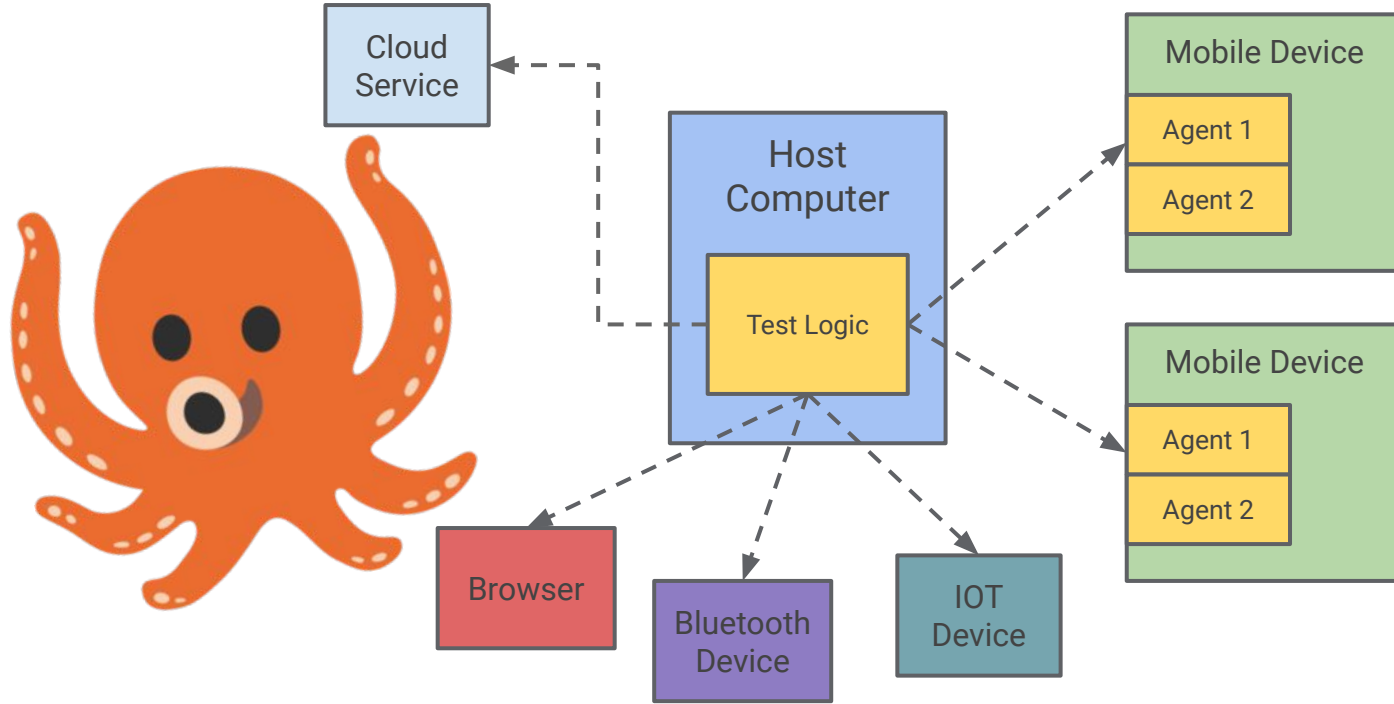 Cloud
Service
Host
Computer
Test Logic
Mobile Device
Agent 1
Agent 2
Mobile Device
Agent 1
Agent 2
Browser
Bluetooth
Device
IOT
Device